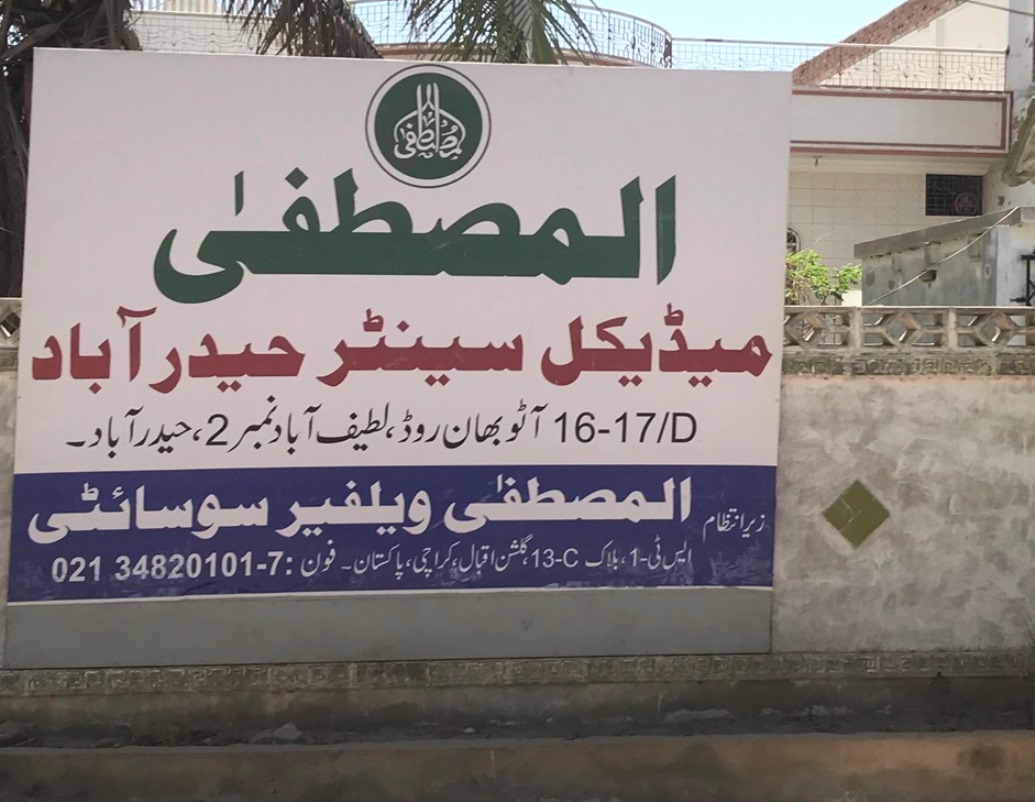 المصطفیٰ
المصطفیٰ
میڈیکل سینٹر حیدرآباد
16-17/D آٹو بھان روڈ، لطیف آباد نمبر 2، حیدرآباد۔
زیر انتظام المصطفیٰ ویلفیر سوسائٹی
ایس ٹی-1، بلاک 13-C، گلشن اقبال، کراچی، پاکستان۔ فون: 021 34820101-7